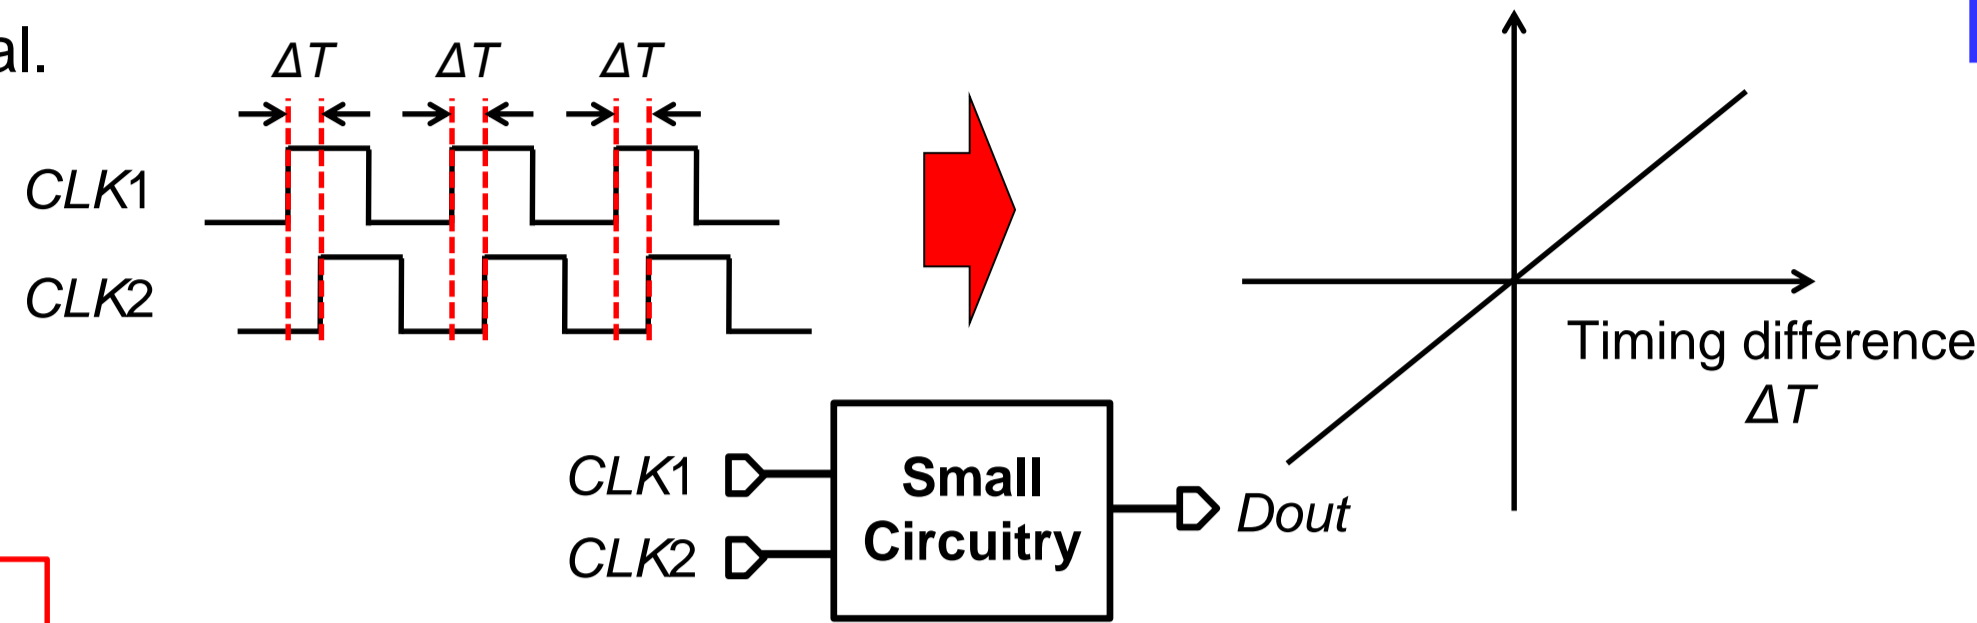 al.
ΔT ΔT ΔT
CLK1
CLK2
Timing difference
ΔT
CLK1
CLK2
Small
Circuitry
Dout